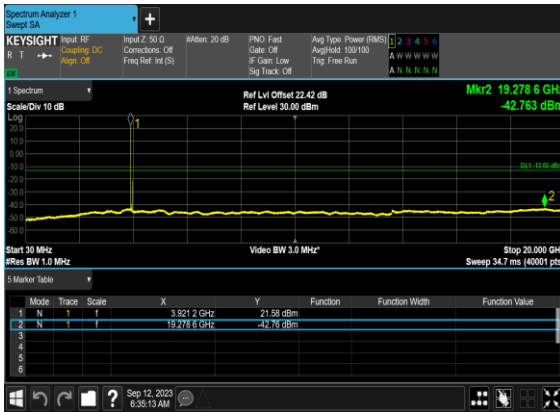 Spectrum Analyzer 1
Swept SA
+
KEYSIGHT
R T
LW
Input: RF
Coupling: DC
Align: Off
Input Z: 50 Ω
Corrections: Off
Freq Ref: Int (S)
#Atten: 20 dB
PNO: Fast
Gate: Off
IF Gain: Low
Sig Track: Off
Avg Type: Power (RMS)
Avg|Hold: 100/100
Trig: Free Run
1 2 3 4 5 6
A W W W W W
A N N N N N
1 Spectrum
Scale/Div 10 dB
Ref Lvl Offset 22.42 dB
Ref Level 30.00 dBm
Mkr2 19.278 6 GHz
-42.763 dBm
Log
20.0
10.0
0.00
-10.0
-20.0
-30.0
-40.0
-50.0
-60.0
1
DL1 -13.00 dBm
2
Start 30 MHz
#Res BW 1.0 MHz
Video BW 3.0 MHz*
Stop 20.000 GHz
Sweep 34.7 ms (40001 pts)
5 Marker Table
Mode Trace Scale X Y Function Function Width Function Value
1 N 1 f 3.921 2 GHz 21.58 dBm
2 N 1 f 19.278 6 GHz -42.76 dBm
3
4
5
6
?
Sep 12, 2023
6:35:13 AM